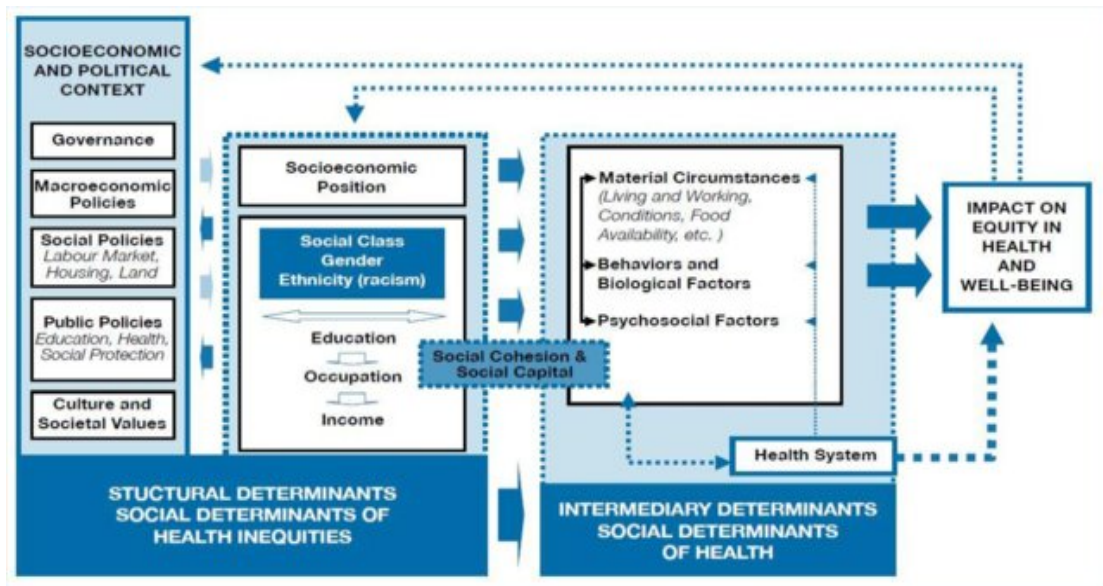 SOCIOECONOMIC
AND POLITICAL
CONTEXT
Governance
Macroeconomic
Policies
Social Policies
Labour Market,
Housing, Land
Public Policies
Education, Health,
Social Protection
Culture and
Societal Values
Socioeconomic
Position
Social Class
Gender
Ethnicity (racism)
Education
Occupation
Income
Social Cohesion &
Social Capital
Material Circumstances
(Living and Working,
Conditions, Food
Availability, etc. )
Behaviors and
Biological Factors
Psychosocial Factors
Health System
IMPACT ON
EQUITY IN
HEALTH
AND
WELL-BEING
STUCTURAL DETERMINANTS
SOCIAL DETERMINANTS OF
HEALTH INEQUITIES
INTERMEDIARY DETERMINANTS
SOCIAL DETERMINANTS
OF HEALTH